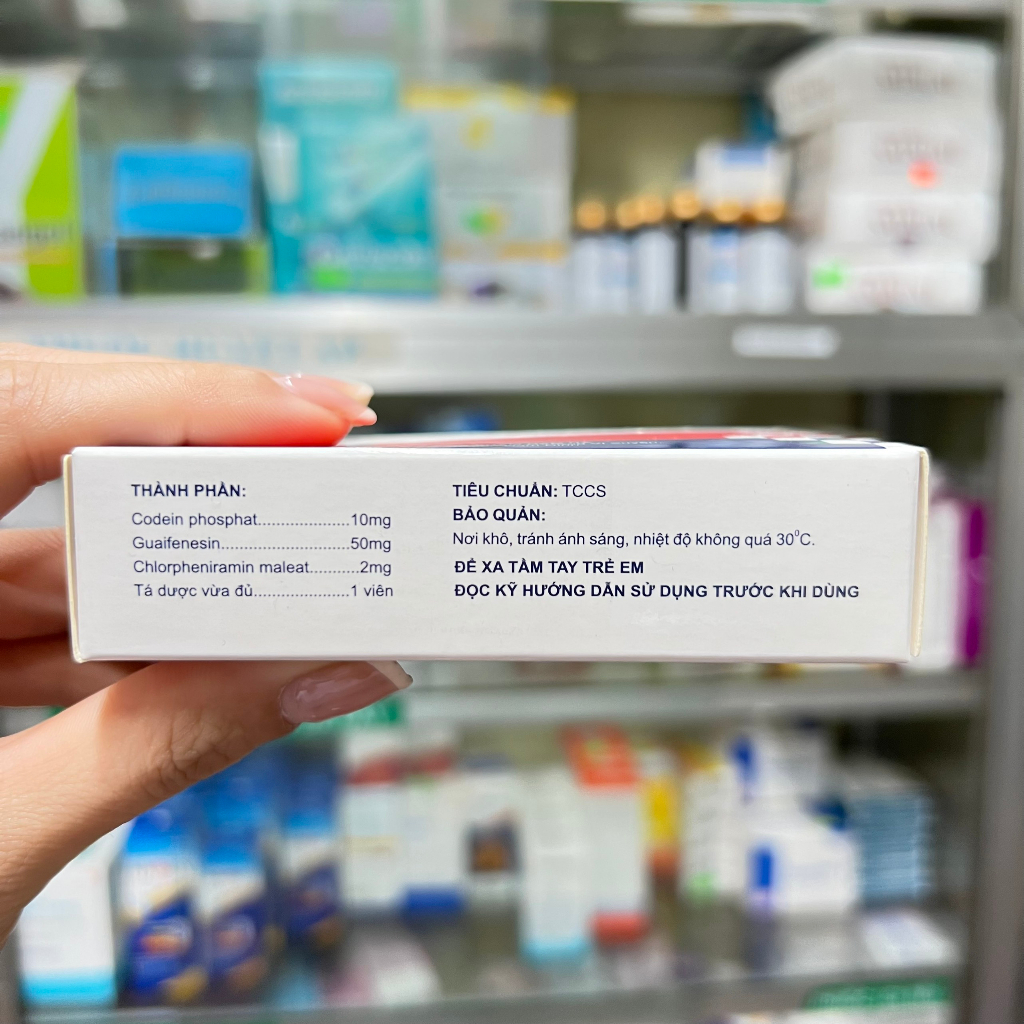 THÀNH PHẦN:
Codein phosphat....................10mg
Guaifenesin............................50mg
Chlorpheniramin maleat...........2mg
Tá dược vừa đủ.....................1 viên
TIÊU CHUẨN: TCCS
BẢO QUẢN:
Nơi khô, tránh ánh sáng, nhiệt độ không quá 30⁰C.
ĐỂ XA TẦM TAY TRẺ EM
ĐỌC KỸ HƯỚNG DẪN SỬ DỤNG TRƯỚC KHI DÙNG